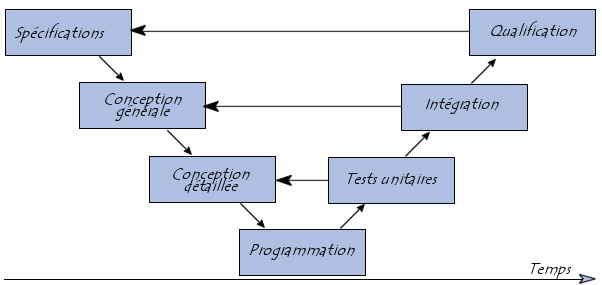 Spécifications
Qualification
Conception
générale
Intégration
Conception
détaillée
Tests unitaires
Programmation
Temps